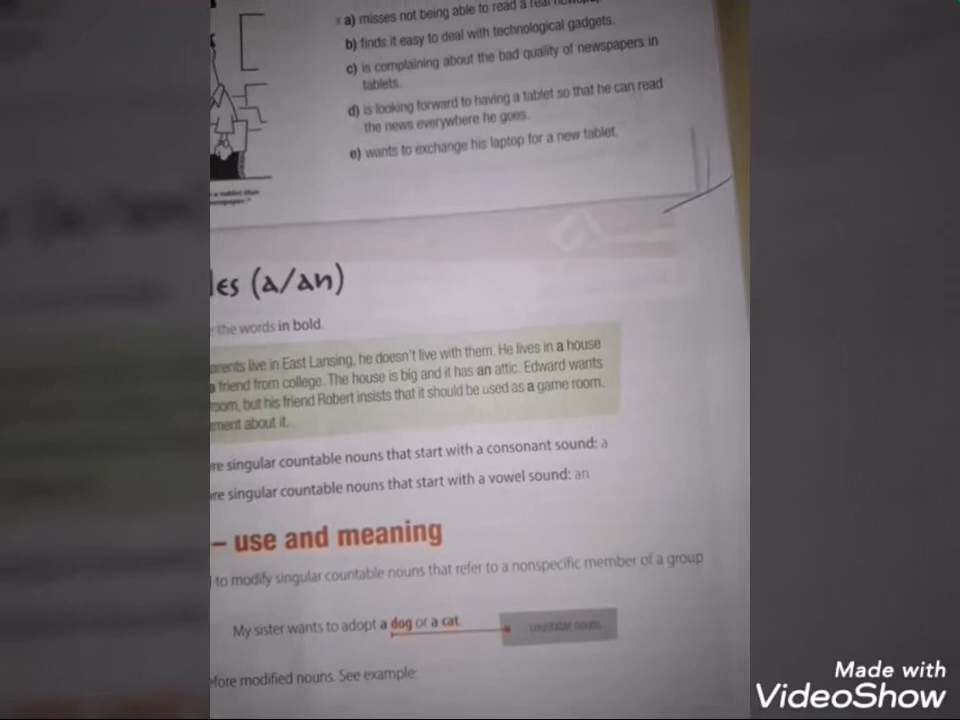 a) misses not being able to read a real
b) finds it easy to deal with technological gadgets.
c) is complaining about the bad quality of newspapers in
tablets.
d) is looking forward to having a tablet so that he can read
the news everywhere he goes.
e) wants to exchange his laptop for a new tablet.
les (a/an)
the words in bold.
arents live in East Lansing, he doesn't live with them. He lives in a house
a friend from college. The house is big and it has an attic. Edward wants
room, but his friend Robert insists that it should be used as a game room.
ment about it.
re singular countable nouns that start with a consonant sound: a
are singular countable nouns that start with a vowel sound: an
– use and meaning
to modify singular countable nouns that refer to a nonspecific member of a group
My sister wants to adopt a dog or a cat.
countable nouns
efore modified nouns. See example:
Made with
VideoShow